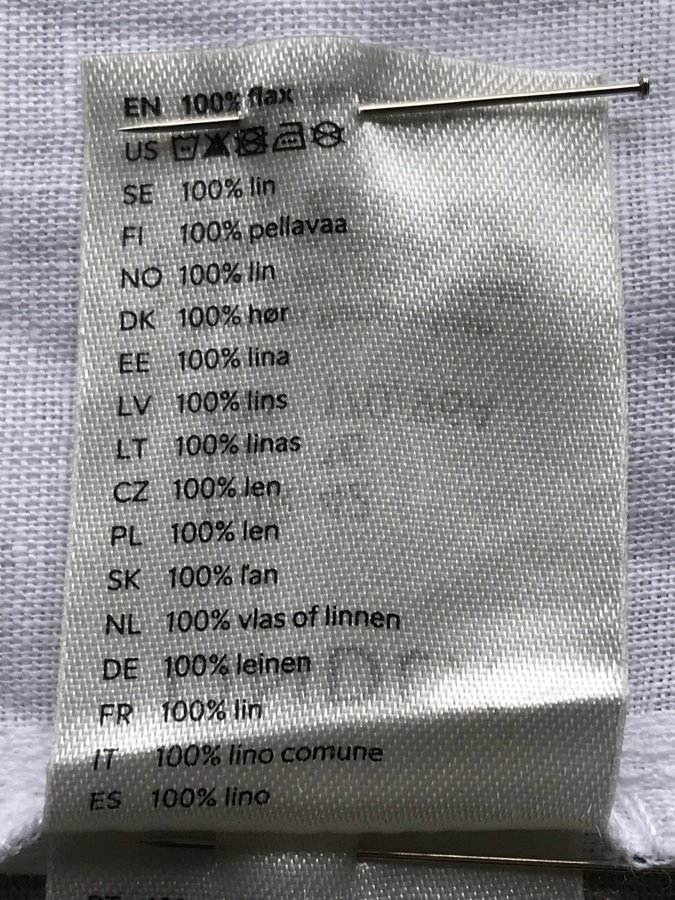 EN 100% flax
US
SE 100% lin
FI 100% pellavaa
NO 100% lin
DK 100% hør
EE 100% lina
LV 100% lins
LT 100% linas
CZ 100% len
PL 100% len
SK 100% ľan
NL 100% vlas of linnen
DE 100% leinen
FR 100% lin
IT 100% lino comune
ES 100% lino